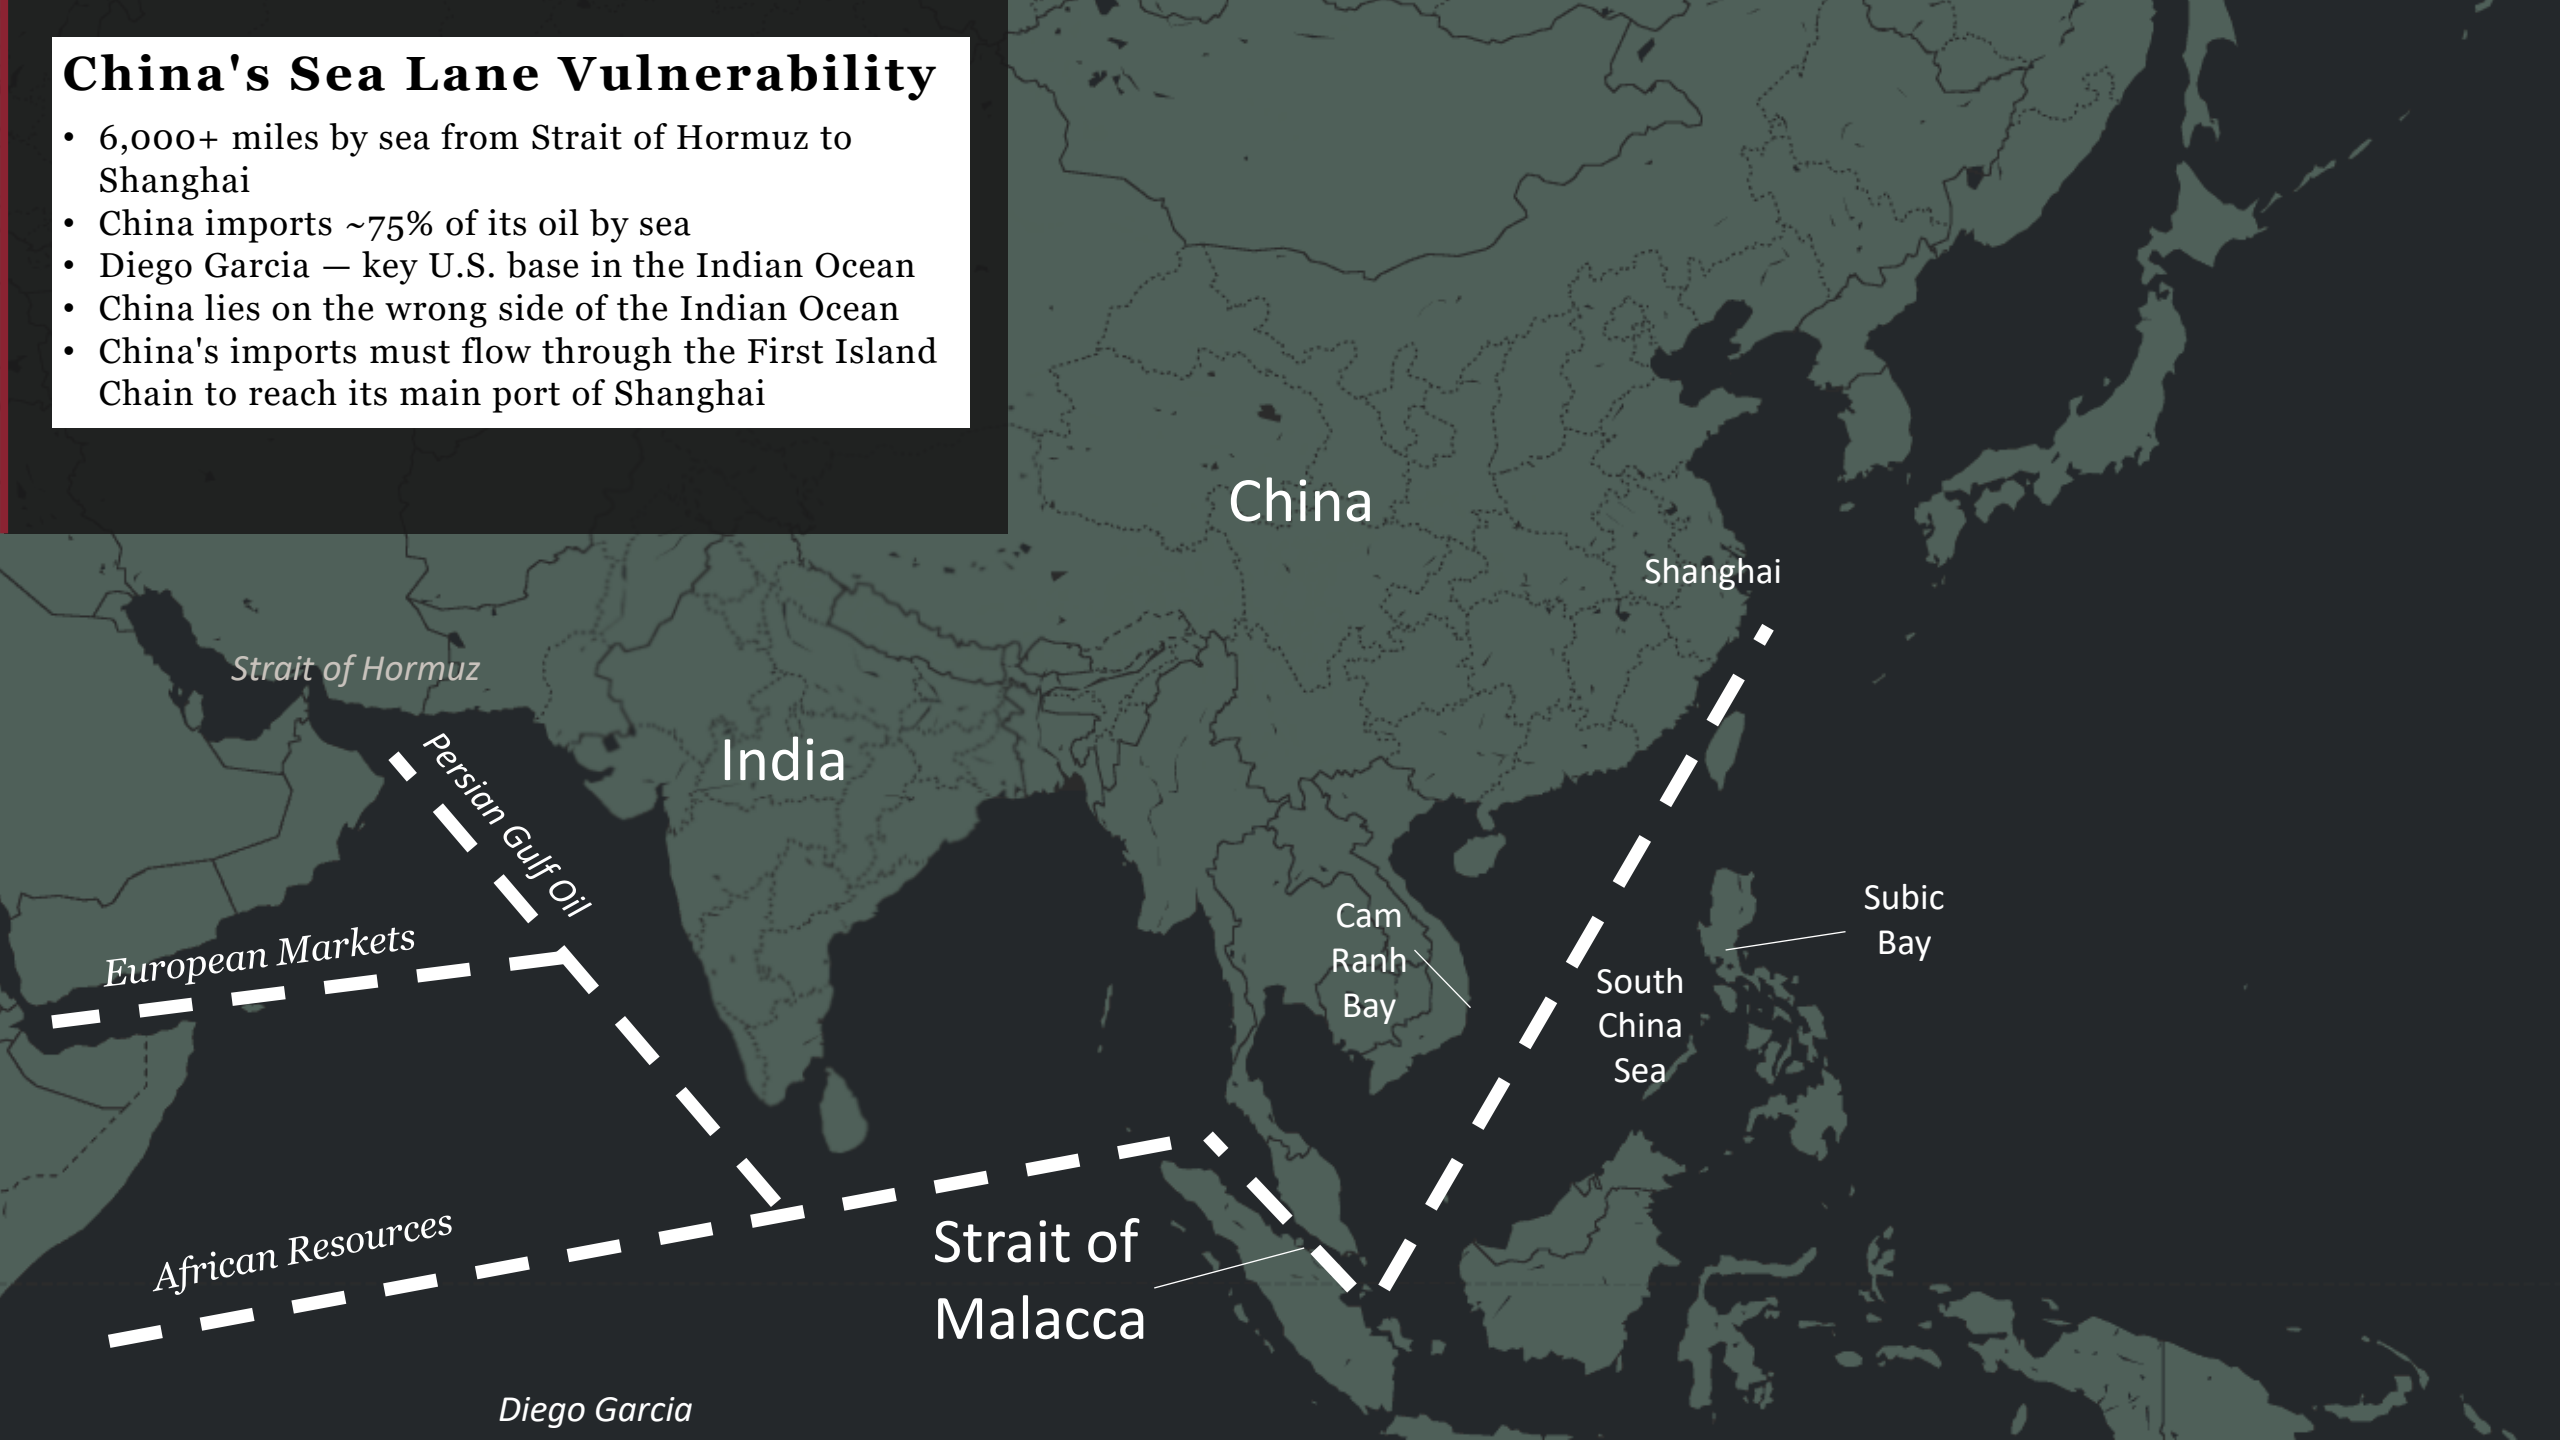 China's Sea Lane Vulnerability
• 6,000+ miles by sea from Strait of Hormuz to
Shanghai
• China imports ~75% of its oil by sea
• Diego Garcia — key U.S. base in the Indian Ocean
• China lies on the wrong side of the Indian Ocean
• China's imports must flow through the First Island
Chain to reach its main port of Shanghai
China
Shanghai
Strait of Hormuz
Persian Gulf Oil
India
European Markets
Cam
Ranh
Bay
South
China
Sea
Subic
Bay
African Resources
Strait of
Malacca
Diego Garcia